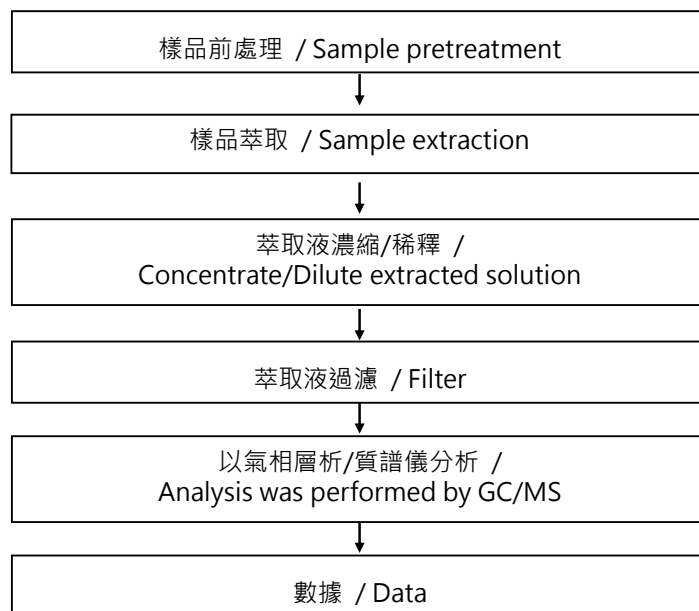 樣品前處理 / Sample pretreatment
樣品萃取 / Sample extraction
萃取液濃縮/稀釋 /
Concentrate/Dilute extracted solution
萃取液過濾 / Filter
以氣相層析/質譜儀分析 /
Analysis was performed by GC/MS
數據 / Data